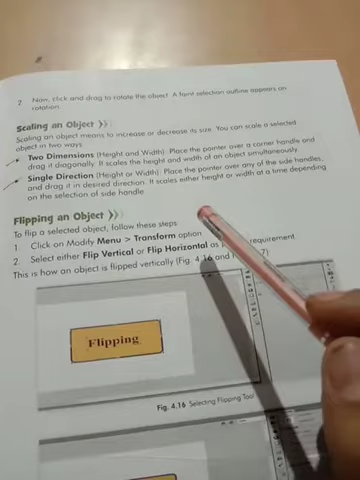 2. Now, click and drag to rotate the object. A faint selection outline appears on
rotation.
Scaling an Object
Scaling an object means to increase or decrease its size. You can scale a selected
object in two ways
Two Dimensions (Height and Width): Place the pointer over a corner handle and
drag it diagonally. It scales the height and width of an object simultaneously.
Single Direction (Height or Width): Place the pointer over any of the side handles,
and drag it in desired direction. It scales either height or width at a time depending
on the selection of side handle.
Flipping an Object
To flip a selected object, follow these steps
1. Click on Modify Menu > Transform option
2. Select either Flip Vertical or Flip Horizontal requirement.
This is how an object is flipped vertically (Fig. 4.16 and 7)
Flipping
Fig. 4.16 Selecting Flipping Tool